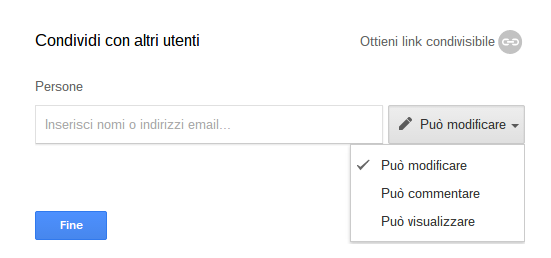 Condividi con altri utenti
Ottieni link condivisibile
Persone
Inserisci nomi o indirizzi email...
Può modificare
Può modificare
Può commentare
Può visualizzare
Fine